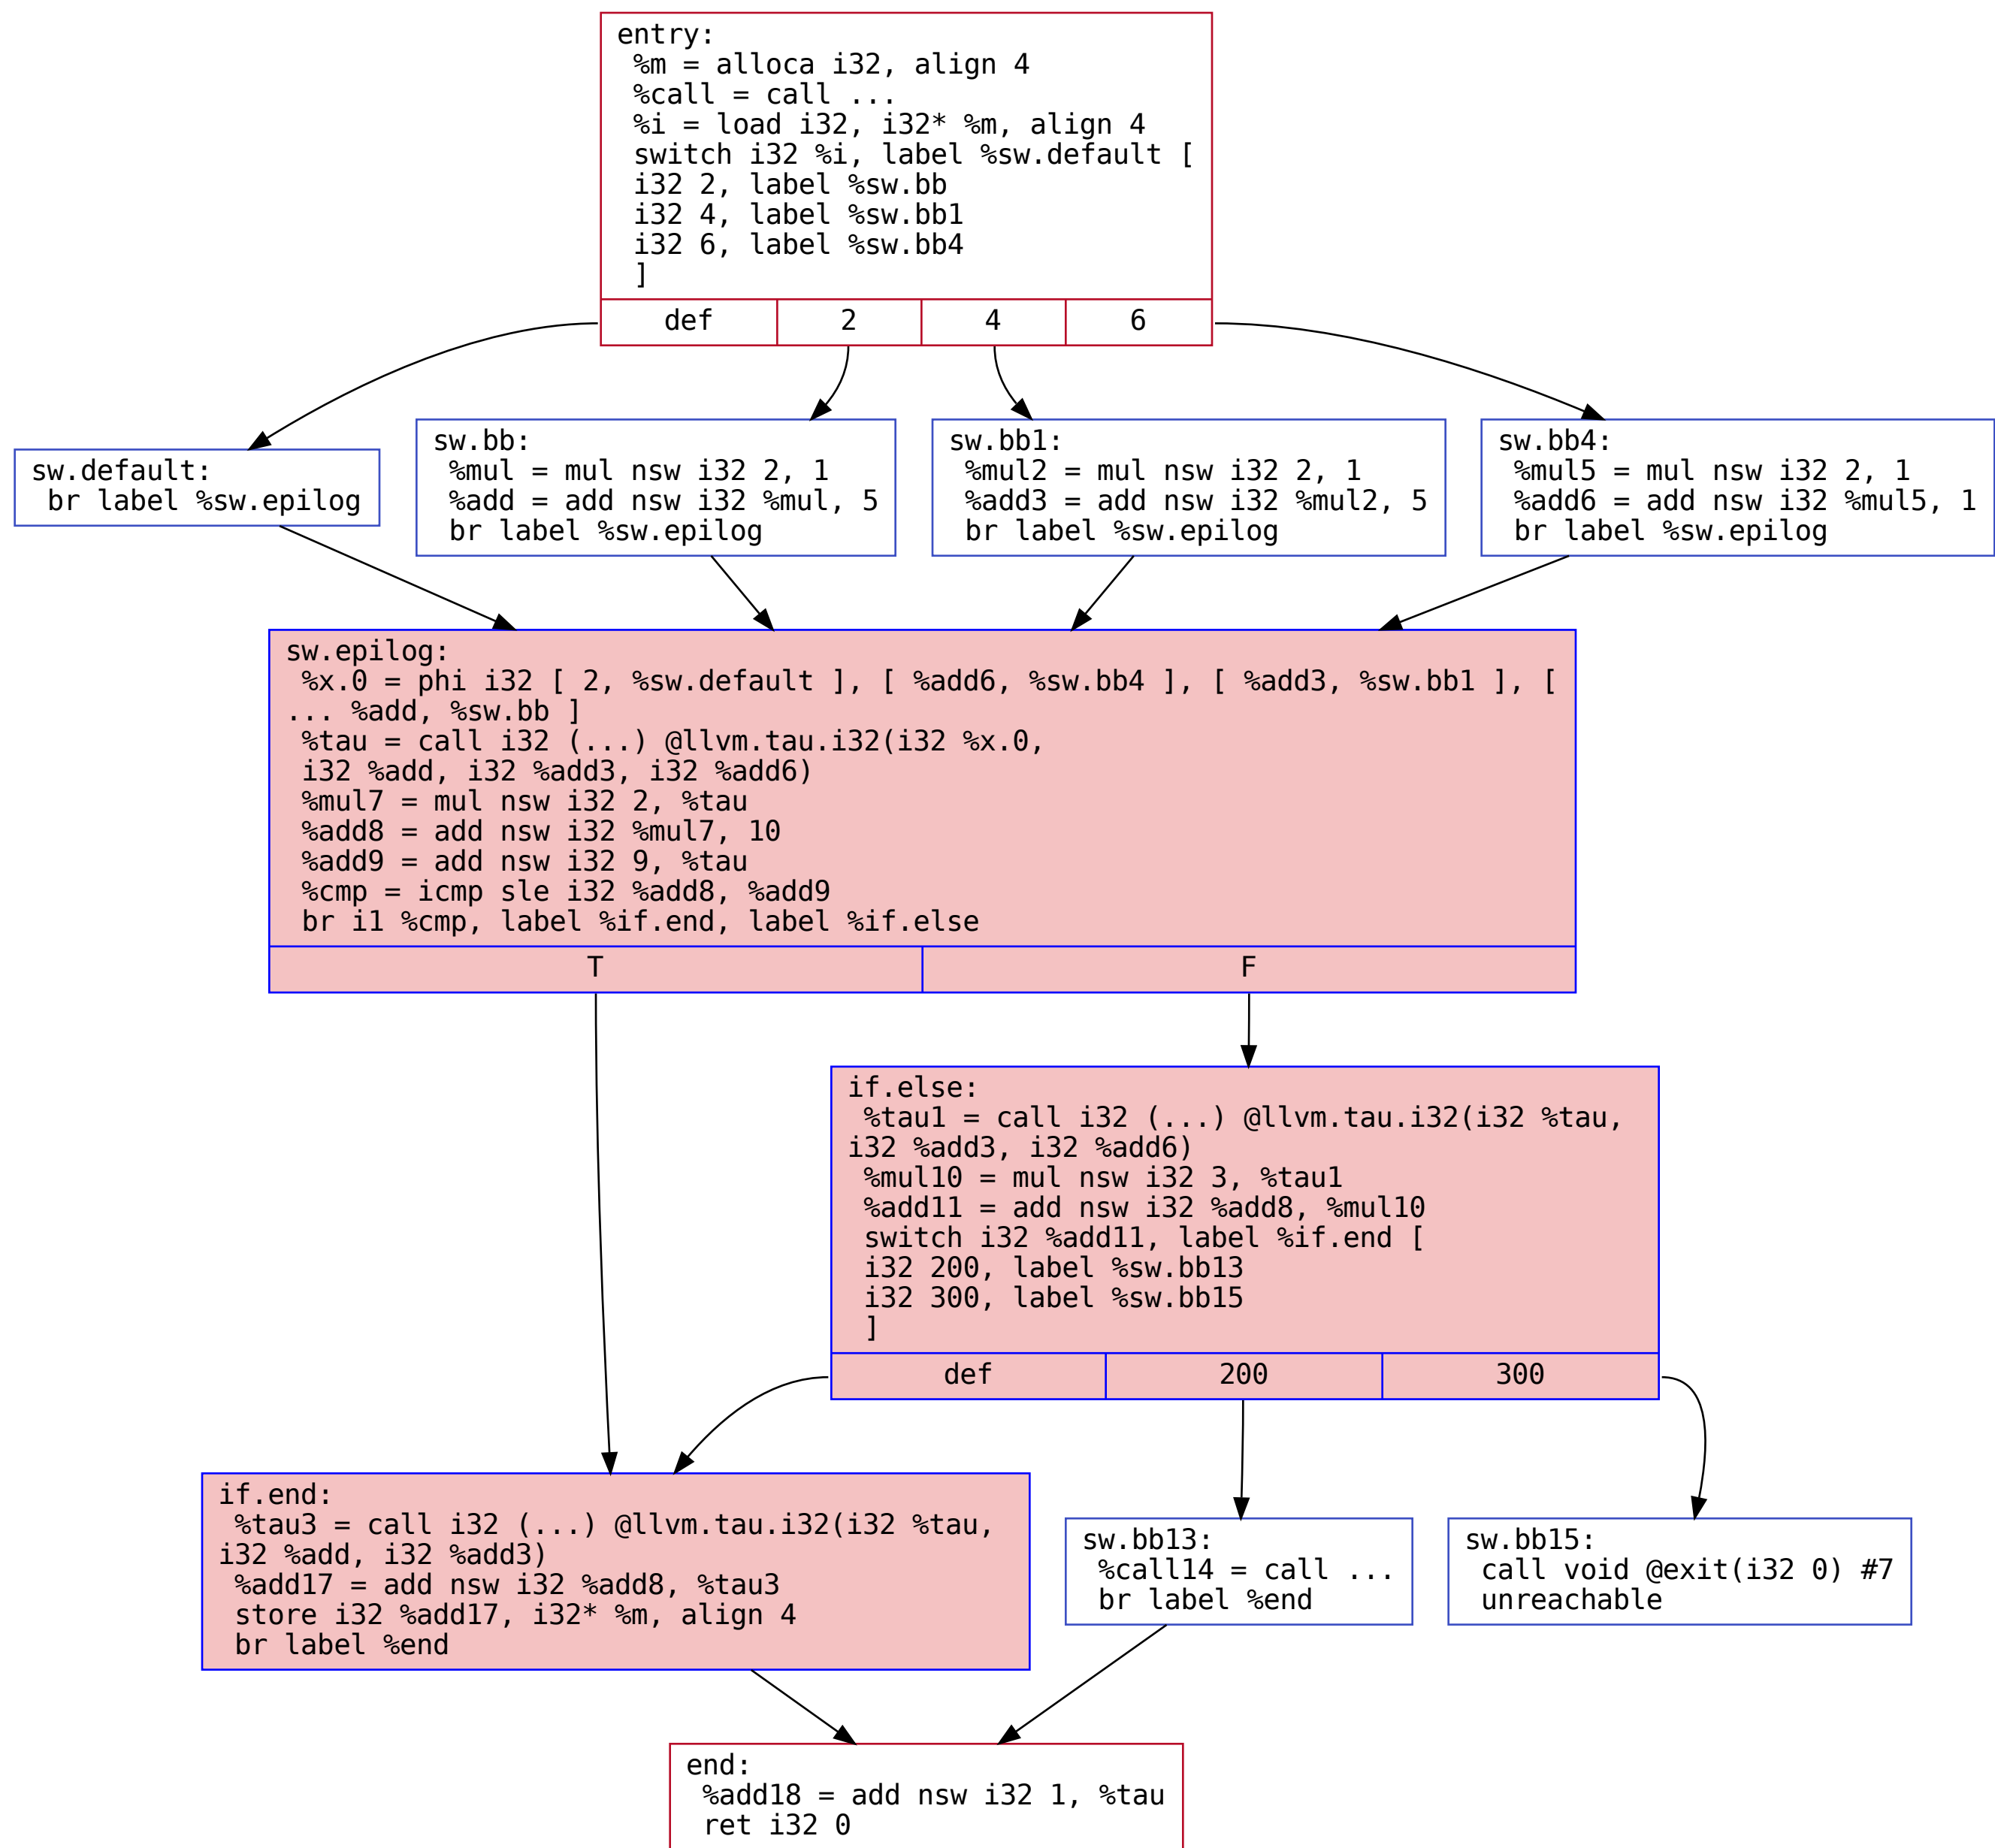 entry:
%m = alloca i32, align 4
%call = call ...
%i = load i32, i32* %m, align 4
switch i32 %i, label %sw.default [
i32 2, label %sw.bb
i32 4, label %sw.bb1
i32 6, label %sw.bb4
]
def 2 4 6
sw.default:
br label %sw.epilog
sw.bb:
%mul = mul nsw i32 2, 1
%add = add nsw i32 %mul, 5
br label %sw.epilog
sw.bb1:
%mul2 = mul nsw i32 2, 1
%add3 = add nsw i32 %mul2, 5
br label %sw.epilog
sw.bb4:
%mul5 = mul nsw i32 2, 1
%add6 = add nsw i32 %mul5, 1
br label %sw.epilog
sw.epilog:
%x.0 = phi i32 [ 2, %sw.default ], [ %add6, %sw.bb4 ], [ %add3, %sw.bb1 ], [
... %add, %sw.bb ]
%tau = call i32 (...) @llvm.tau.i32(i32 %x.0,
i32 %add, i32 %add3, i32 %add6)
%mul7 = mul nsw i32 2, %tau
%add8 = add nsw i32 %mul7, 10
%add9 = add nsw i32 9, %tau
%cmp = icmp sle i32 %add8, %add9
br i1 %cmp, label %if.end, label %if.else
T F
if.else:
%tau1 = call i32 (...) @llvm.tau.i32(i32 %tau,
i32 %add3, i32 %add6)
%mul10 = mul nsw i32 3, %tau1
%add11 = add nsw i32 %add8, %mul10
switch i32 %add11, label %if.end [
i32 200, label %sw.bb13
i32 300, label %sw.bb15
]
def 200 300
if.end:
%tau3 = call i32 (...) @llvm.tau.i32(i32 %tau,
i32 %add, i32 %add3)
%add17 = add nsw i32 %add8, %tau3
store i32 %add17, i32* %m, align 4
br label %end
sw.bb13:
%call14 = call ...
br label %end
sw.bb15:
call void @exit(i32 0) #7
unreachable
end:
%add18 = add nsw i32 1, %tau
ret i32 0